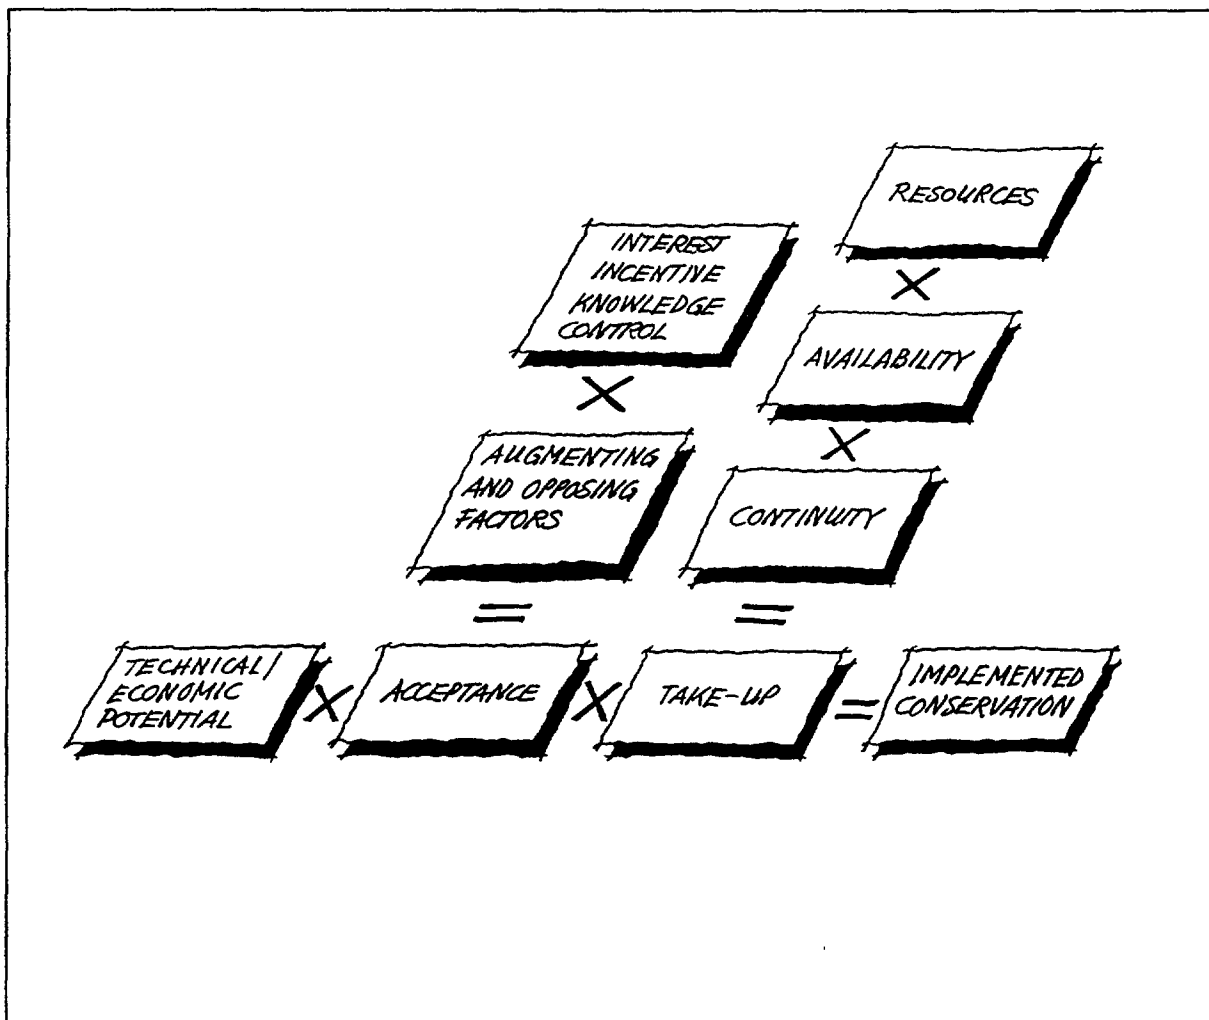 RESOURCES
×
INTEREST
INCENTIVE
KNOWLEDGE
CONTROL
AVAILABILITY
×
×
AUGMENTING
AND OPPOSING
FACTORS
CONTINUITY
=
=
TECHNICAL/
ECONOMIC
POTENTIAL
×
ACCEPTANCE
×
TAKE-UP
=
IMPLEMENTED
CONSERVATION